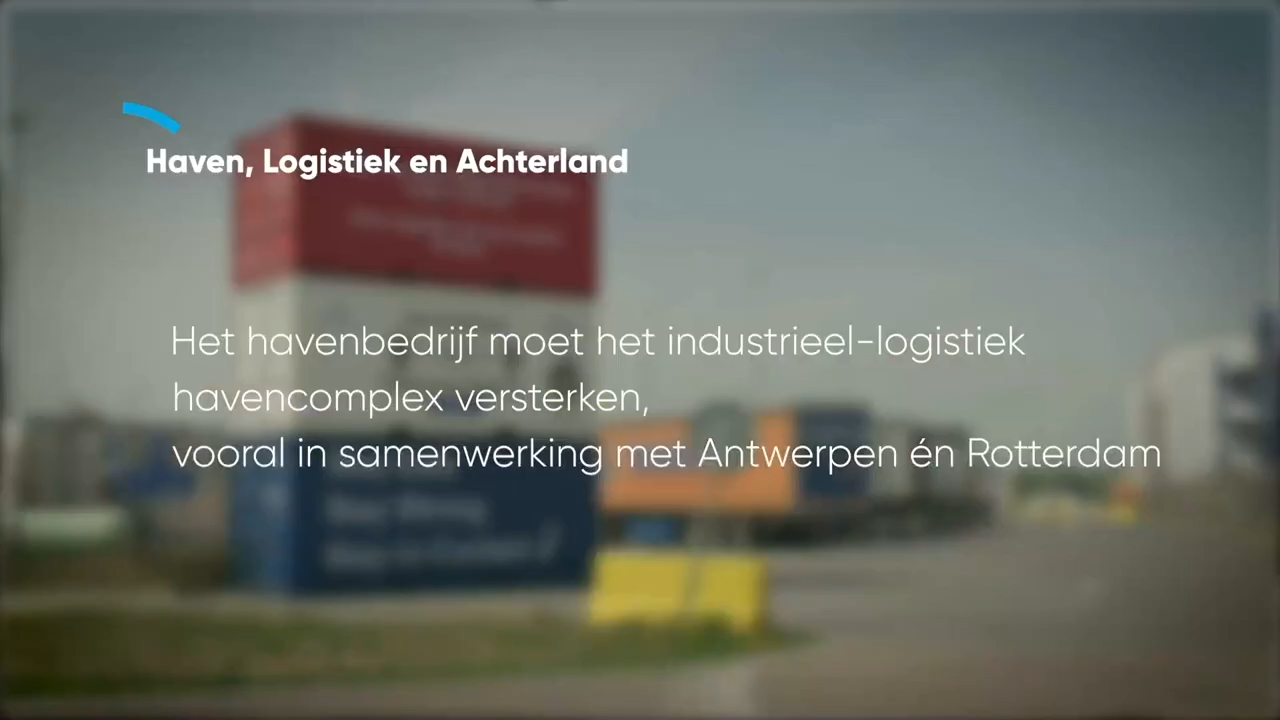 Haven, Logistiek en Achterland
Het havenbedrijf moet het industrieel-logistiek
havencomplex versterken,
vooral in samenwerking met Antwerpen én Rotterdam